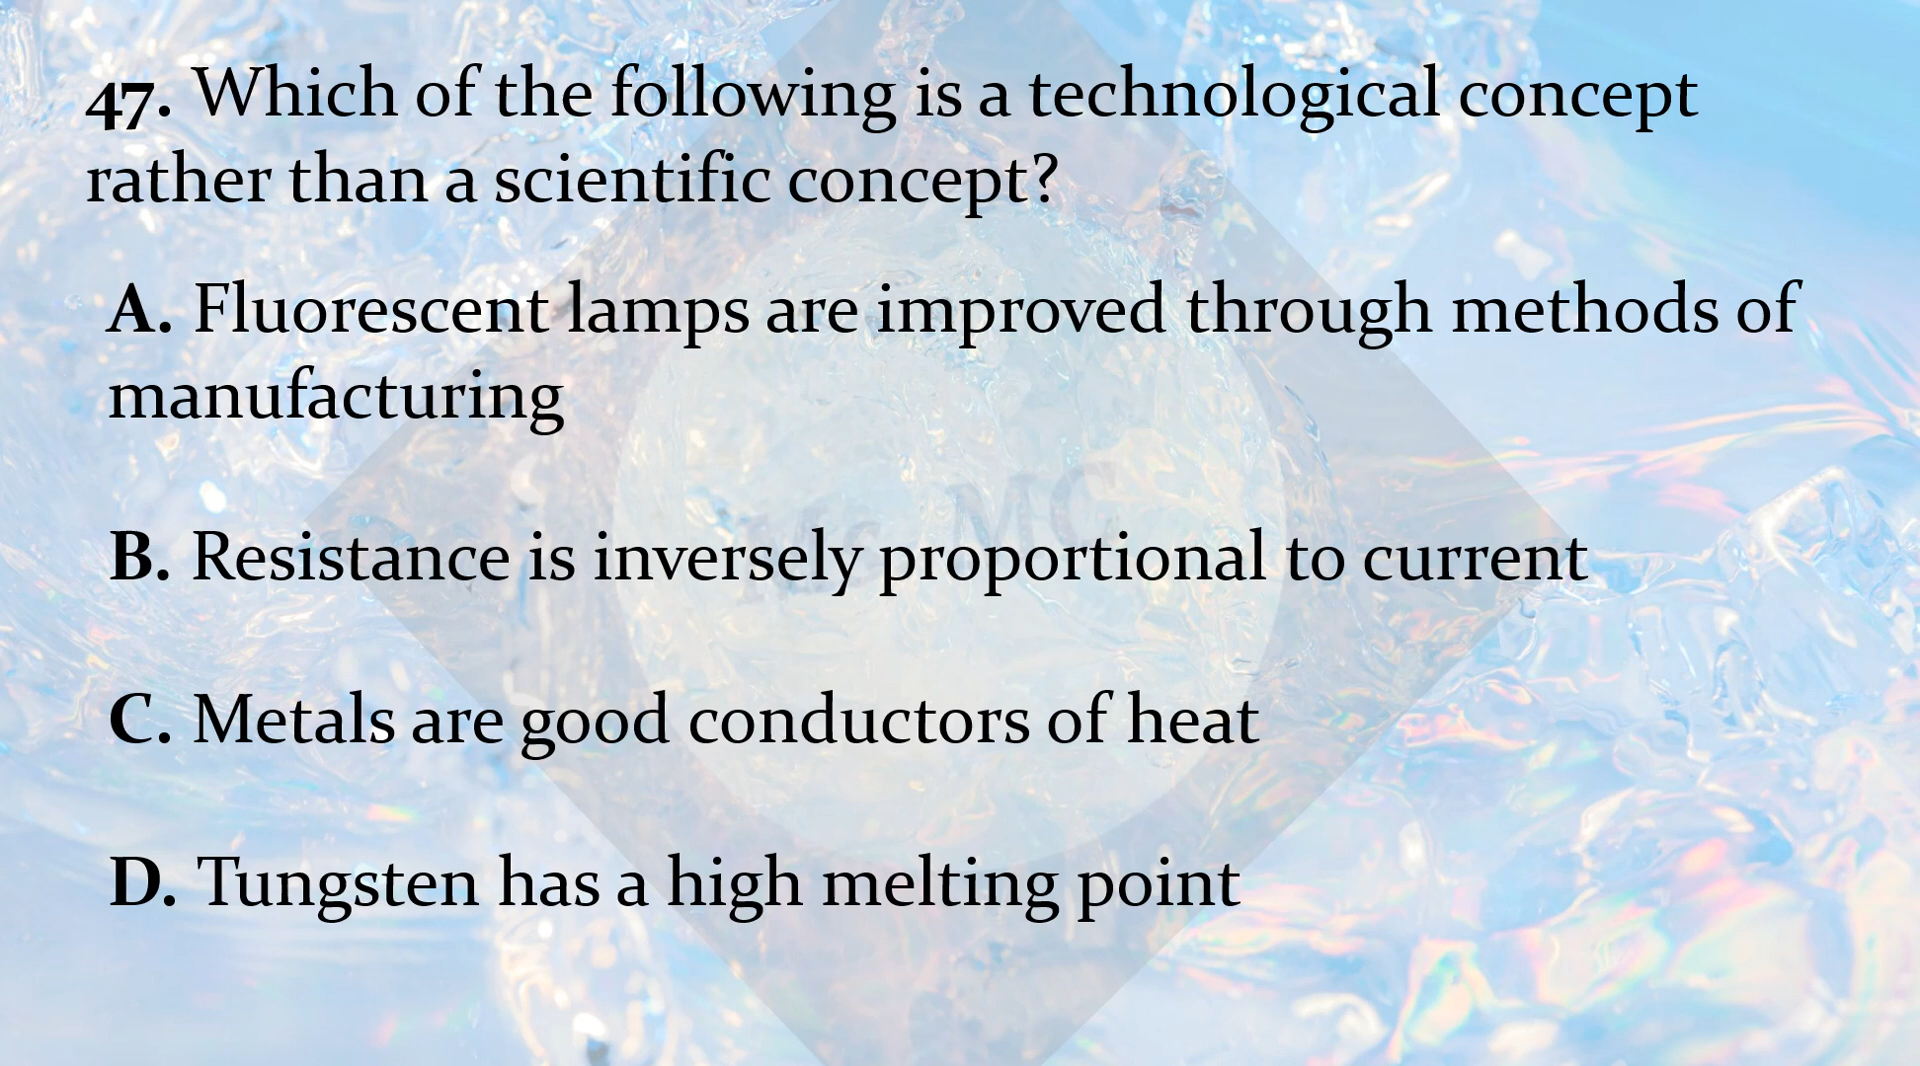 47. Which of the following is a technological concept
rather than a scientific concept?
A. Fluorescent lamps are improved through methods of
manufacturing
B. Resistance is inversely proportional to current
C. Metals are good conductors of heat
D. Tungsten has a high melting point